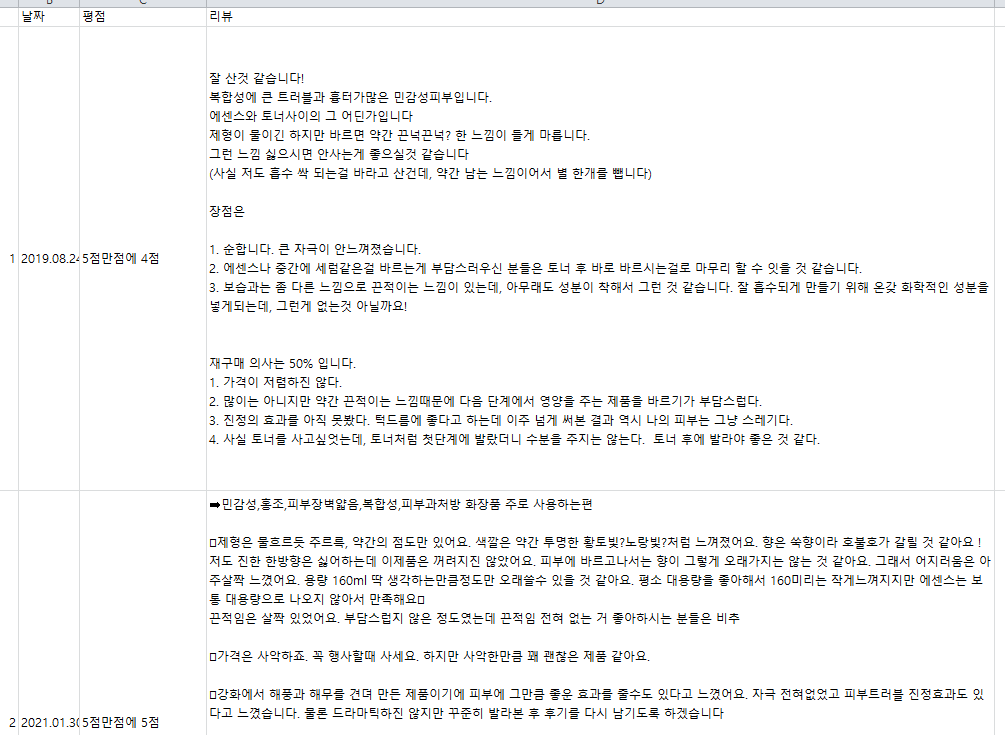 날짜 평점 리뷰
잘 산것 같습니다!
복합성에 큰 트러블과 흉터가많은 민감성피부입니다.
에센스와 토너사이의 그 어딘가입니다
제형이 물이긴 하지만 바르면 약간 끈넉끈넉? 한 느낌이 들게 마릅니다.
그런 느낌 싫으시면 안사는게 좋으실것 같습니다
(사실 저도 흡수 싹 되는걸 바라고 산건데, 약간 남는 느낌이어서 별 한개를 뺍니다)
장점은
1. 순합니다. 큰 자극이 안느껴졌습니다.
2. 에센스나 중간에 세럼같은걸 바르는게 부담스러우신 분들은 토너 후 바로 바르시는걸로 마무리 할 수 잇을 것 같습니다.
3. 보습과는 좀 다른 느낌으로 끈적이는 느낌이 있는데, 아무래도 성분이 착해서 그런 것 같습니다. 잘 흡수되게 만들기 위해 온갖 화학적인 성분을
넣게되는데, 그런게 없는것 아닐까요!
재구매 의사는 50% 입니다.
1. 가격이 저렴하진 않다.
2. 많이는 아니지만 약간 끈적이는 느낌때문에 다음 단계에서 영양을 주는 제품을 바르기가 부담스럽다.
3. 진정의 효과를 아직 못봤다. 턱드름에 좋다고 하는데 이주 넘게 써본 결과 역시 나의 피부는 그냥 스레기다.
4. 사실 토너를 사고싶엇는데, 토너처럼 첫단계에 발랐더니 수분을 주지는 않는다.  토너 후에 발라야 좋은 것 같다.
1 2019.08.24 5점만점에 4점
➡민감성,홍조,피부장벽얇음,복합성,피부과처방 화장품 주로 사용하는편
제형은 물흐르듯 주르륵, 약간의 점도만 있어요. 색깔은 약간 투명한 황토빛?노랑빛?처럼 느껴졌어요. 향은 쑥향이라 호불호가 갈릴 것 같아요 !
저도 진한 한방향은 싫어하는데 이제품은 꺼려지진 않았어요. 피부에 바르고나서는 향이 그렇게 오래가지는 않는 것 같아요. 그래서 어지러움은 아
주살짝 느꼈어요. 용량 160ml 딱 생각하는만큼정도만 오래쓸수 있을 것 같아요. 평소 대용량을 좋아해서 160미리는 작게느껴지지만 에센스는 보
통 대용량으로 나오지 않아서 만족해요
끈적임은 살짝 있었어요. 부담스럽지 않은 정도였는데 끈적임 전혀 없는 거 좋아하시는 분들은 비추
가격은 사악하죠. 꼭 행사할때 사세요. 하지만 사악한만큼 꽤 괜찮은 제품 같아요.
강화에서 해풍과 해무를 견뎌 만든 제품이기에 피부에 그만큼 좋은 효과를 줄수도 있다고 느꼈어요. 자극 전혀없었고 피부트러블 진정효과도 있
다고 느꼈습니다. 물론 드라마틱하진 않지만 꾸준히 발라본 후 후기를 다시 남기도록 하겠습니다
2 2021.01.30 5점만점에 5점